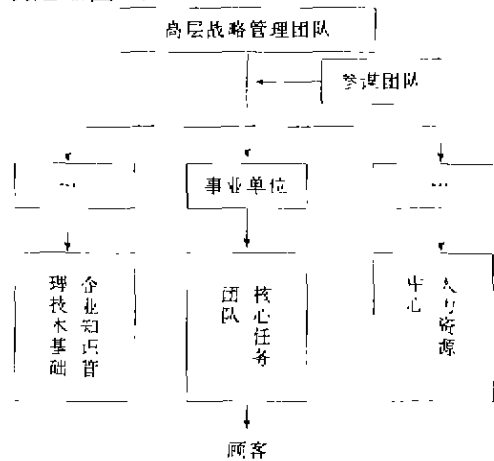 高层战略管理团队
参谋团队
…
事业单位
…
企业知识管
理技术基础
核心任务
团队
人力资源
中心
顾客